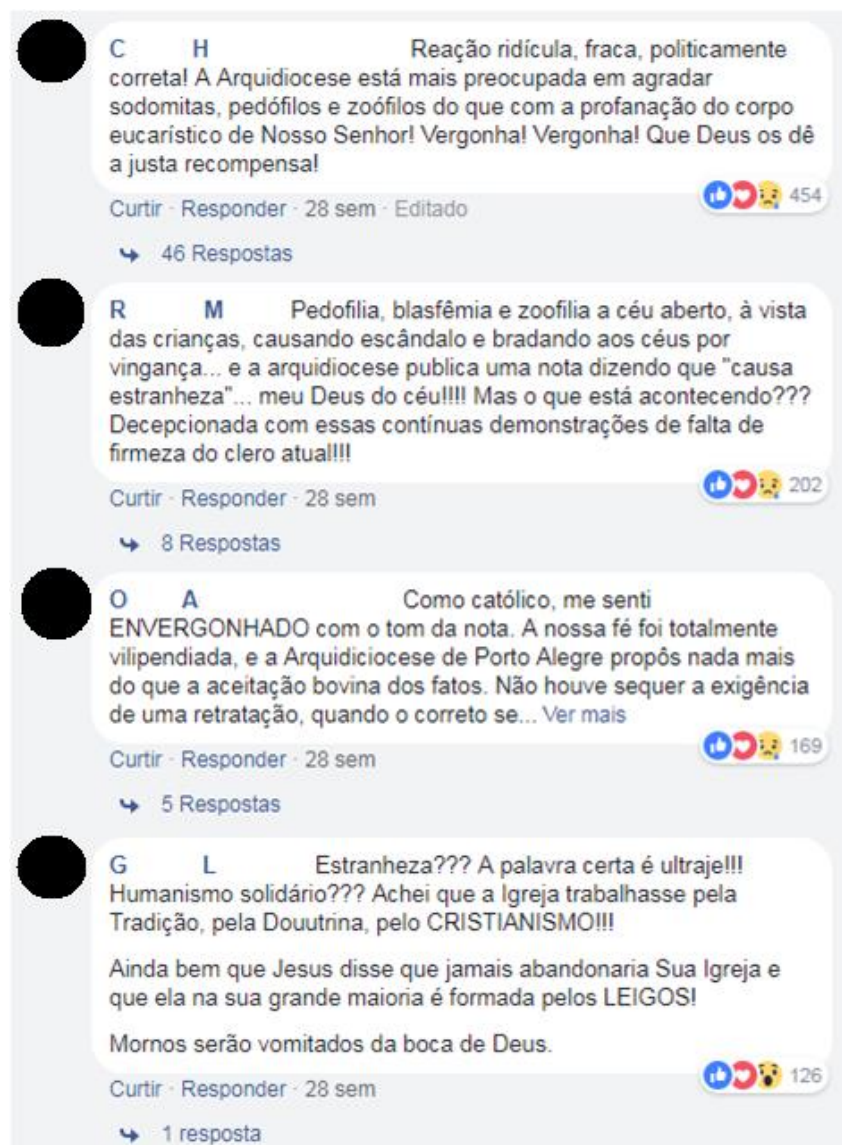 C H Reação ridícula, fraca, politicamente
correta! A Arquidiocese está mais preocupada em agradar
sodomitas, pedófilos e zoófilos do que com a profanação do corpo
eucarístico de Nosso Senhor! Vergonha! Vergonha! Que Deus os dê
a justa recompensa!
454
Curtir · Responder · 28 sem · Editado
46 Respostas
R M Pedofilia, blasfêmia e zoofilia a céu aberto, à vista
das crianças, causando escândalo e bradando aos céus por
vingança... e a arquidiocese publica uma nota dizendo que "causa
estranheza"... meu Deus do céu!!!! Mas o que está acontecendo???
Decepcionada com essas contínuas demonstrações de falta de
firmeza do clero atual!!!
202
Curtir · Responder · 28 sem
8 Respostas
O A Como católico, me senti
ENVERGONHADO com o tom da nota. A nossa fé foi totalmente
vilipendiada, e a Arquidiciocese de Porto Alegre propôs nada mais
do que a aceitação bovina dos fatos. Não houve sequer a exigência
de uma retratação, quando o correto se... Ver mais
169
Curtir · Responder · 28 sem
5 Respostas
G L Estranheza??? A palavra certa é ultraje!!!
Humanismo solidário??? Achei que a Igreja trabalhasse pela
Tradição, pela Douutrina, pelo CRISTIANISMO!!!
Ainda bem que Jesus disse que jamais abandonaria Sua Igreja e
que ela na sua grande maioria é formada pelos LEIGOS!
Mornos serão vomitados da boca de Deus.
126
Curtir · Responder · 28 sem
1 resposta